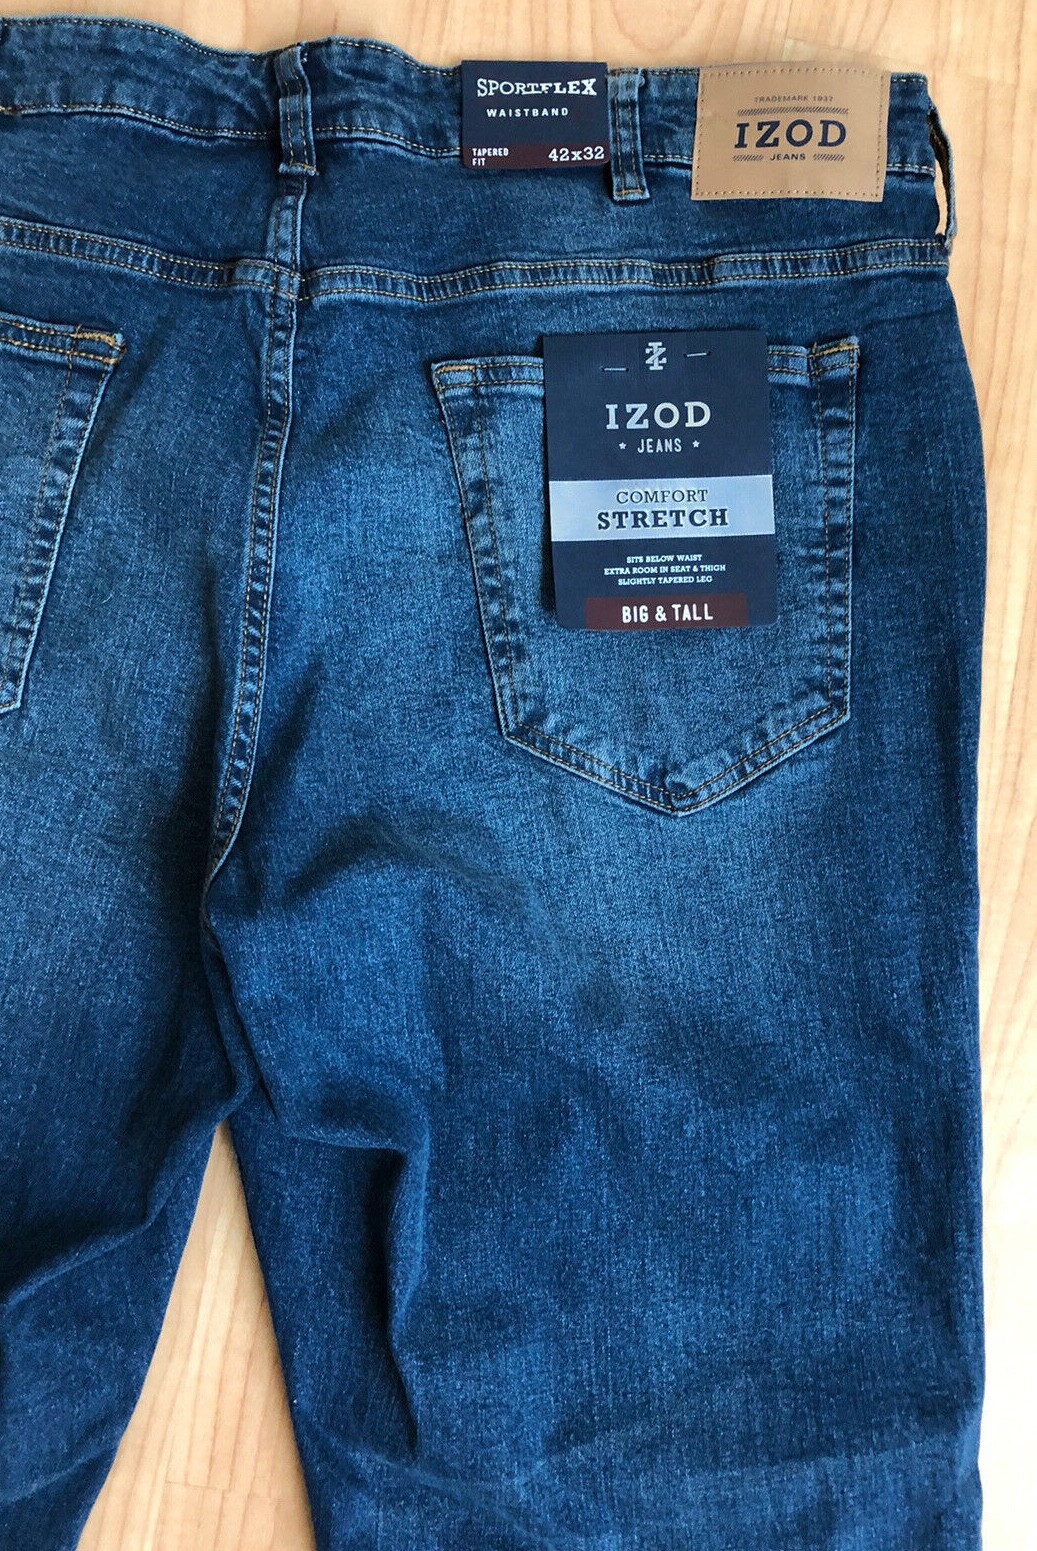 SPORTFLEX
WAISTBAND
TAPERED
FIT
42x32
TRADEMARK 1933
IZOD
JEANS
IZOD
JEANS
COMFORT
STRETCH
SITS BELOW WAIST
EXTRA ROOM IN SEAT & THIGH
SLIGHTLY TAPERED LEG
BIG & TALL